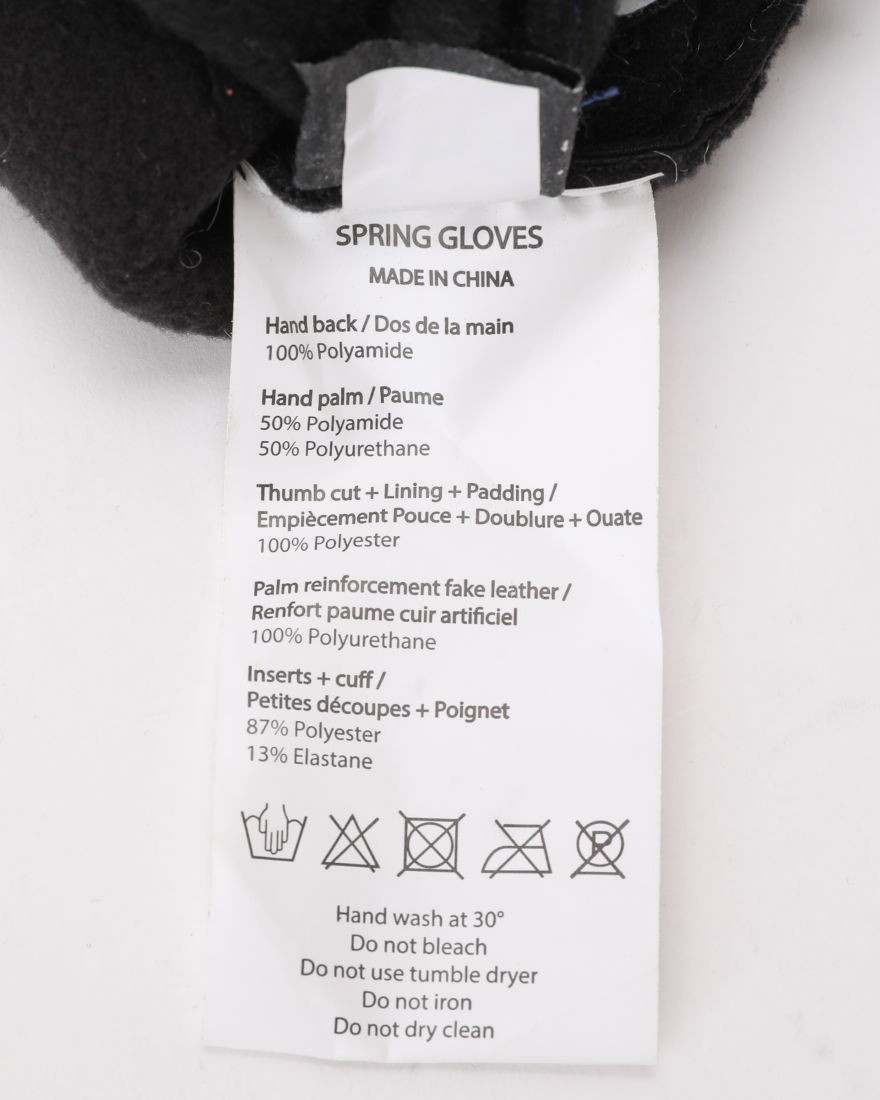 SPRING GLOVES
MADE IN CHINA
Hand back / Dos de la main
100% Polyamide
Hand palm / Paume
50% Polyamide
50% Polyurethane
Thumb cut + Lining + Padding /
Empiècement Pouce + Doublure + Ouate
100% Polyester
Palm reinforcement fake leather /
Renfort paume cuir artificiel
100% Polyurethane
Inserts + cuff /
Petites découpes + Poignet
87% Polyester
13% Elastane
P
Hand wash at 30°
Do not bleach
Do not use tumble dryer
Do not iron
Do not dry clean